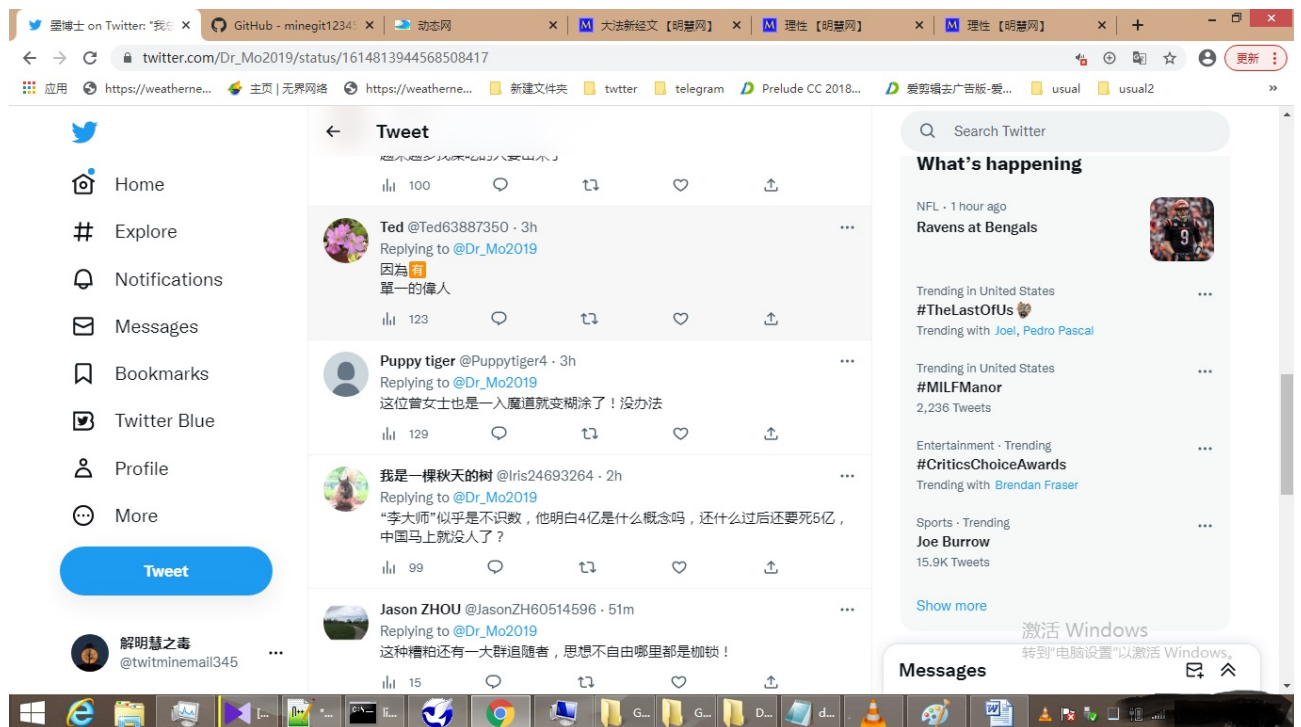 墨博士 on Twitter: "我
GitHub - minegit12345
动态网
大法新经文【明慧网】
理性 【明慧网】
理性 【明慧网】
twitter.com/Dr_Mo2019/status/1614813944568508417
更新
应用
https://weatherne...
主页 | 无界网络
https://weatherne...
新建文件夹
twtter
telegram
Prelude CC 2018...
爱剪辑去广告版-爱...
usual
usual2
Home
Explore
Notifications
Messages
Bookmarks
Twitter Blue
Profile
More
Tweet
解明慧之毒
@twitminemail345
Tweet
100
Ted @Ted63887350 · 3h
Replying to @Dr_Mo2019
因為🈶
單一的偉人
123
Puppy tiger @Puppytiger4 · 3h
Replying to @Dr_Mo2019
这位曾女士也是一入魔道就变糊涂了！没办法
129
我是一棵秋天的树 @Iris24693264 · 2h
Replying to @Dr_Mo2019
“李大师”似乎是不识数，他明白4亿是什么概念吗，还什么过后还要死5亿，
中国马上就没人了？
99
Jason ZHOU @JasonZH60514596 · 51m
Replying to @Dr_Mo2019
这种糟粕还有一大群追随者，思想不自由哪里都是枷锁！
15
Search Twitter
What's happening
NFL · 1 hour ago
Ravens at Bengals
Trending in United States
#TheLastOfUs
Trending with Joel, Pedro Pascal
Trending in United States
#MILFManor
2,236 Tweets
Entertainment · Trending
#CriticsChoiceAwards
Trending with Brendan Fraser
Sports · Trending
Joe Burrow
15.9K Tweets
Show more
激活 Windows
转到"电脑设置"以激活 Windows。
Messages
[...
"...
li...
G...
G...
D...
d...